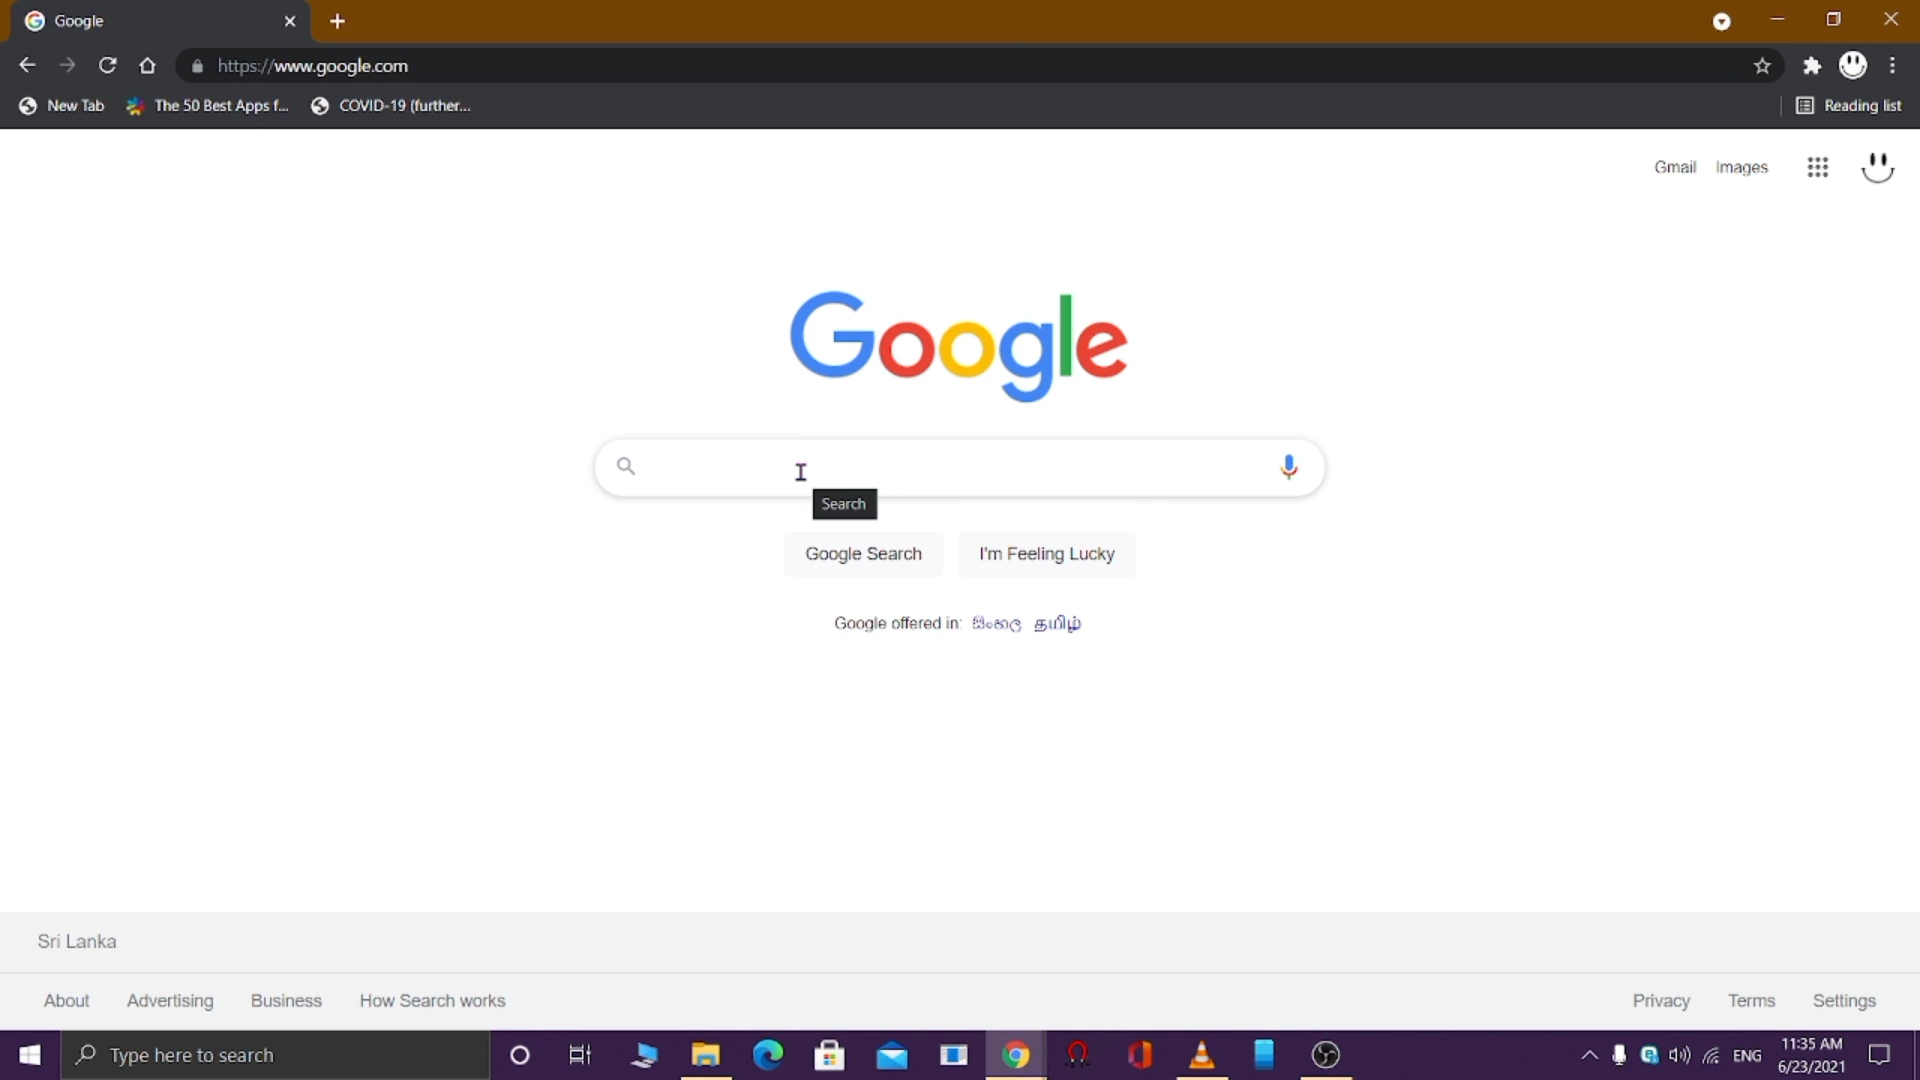 Google
https://www.google.com
New Tab The 50 Best Apps f... COVID-19 (further... Reading list
Gmail Images
Google
Search
Google Search I'm Feeling Lucky
Google offered in: සිංහල தமிழ்
Sri Lanka
About Advertising Business How Search works Privacy Terms Settings
Type here to search ENG 11:35 AM
6/23/2021